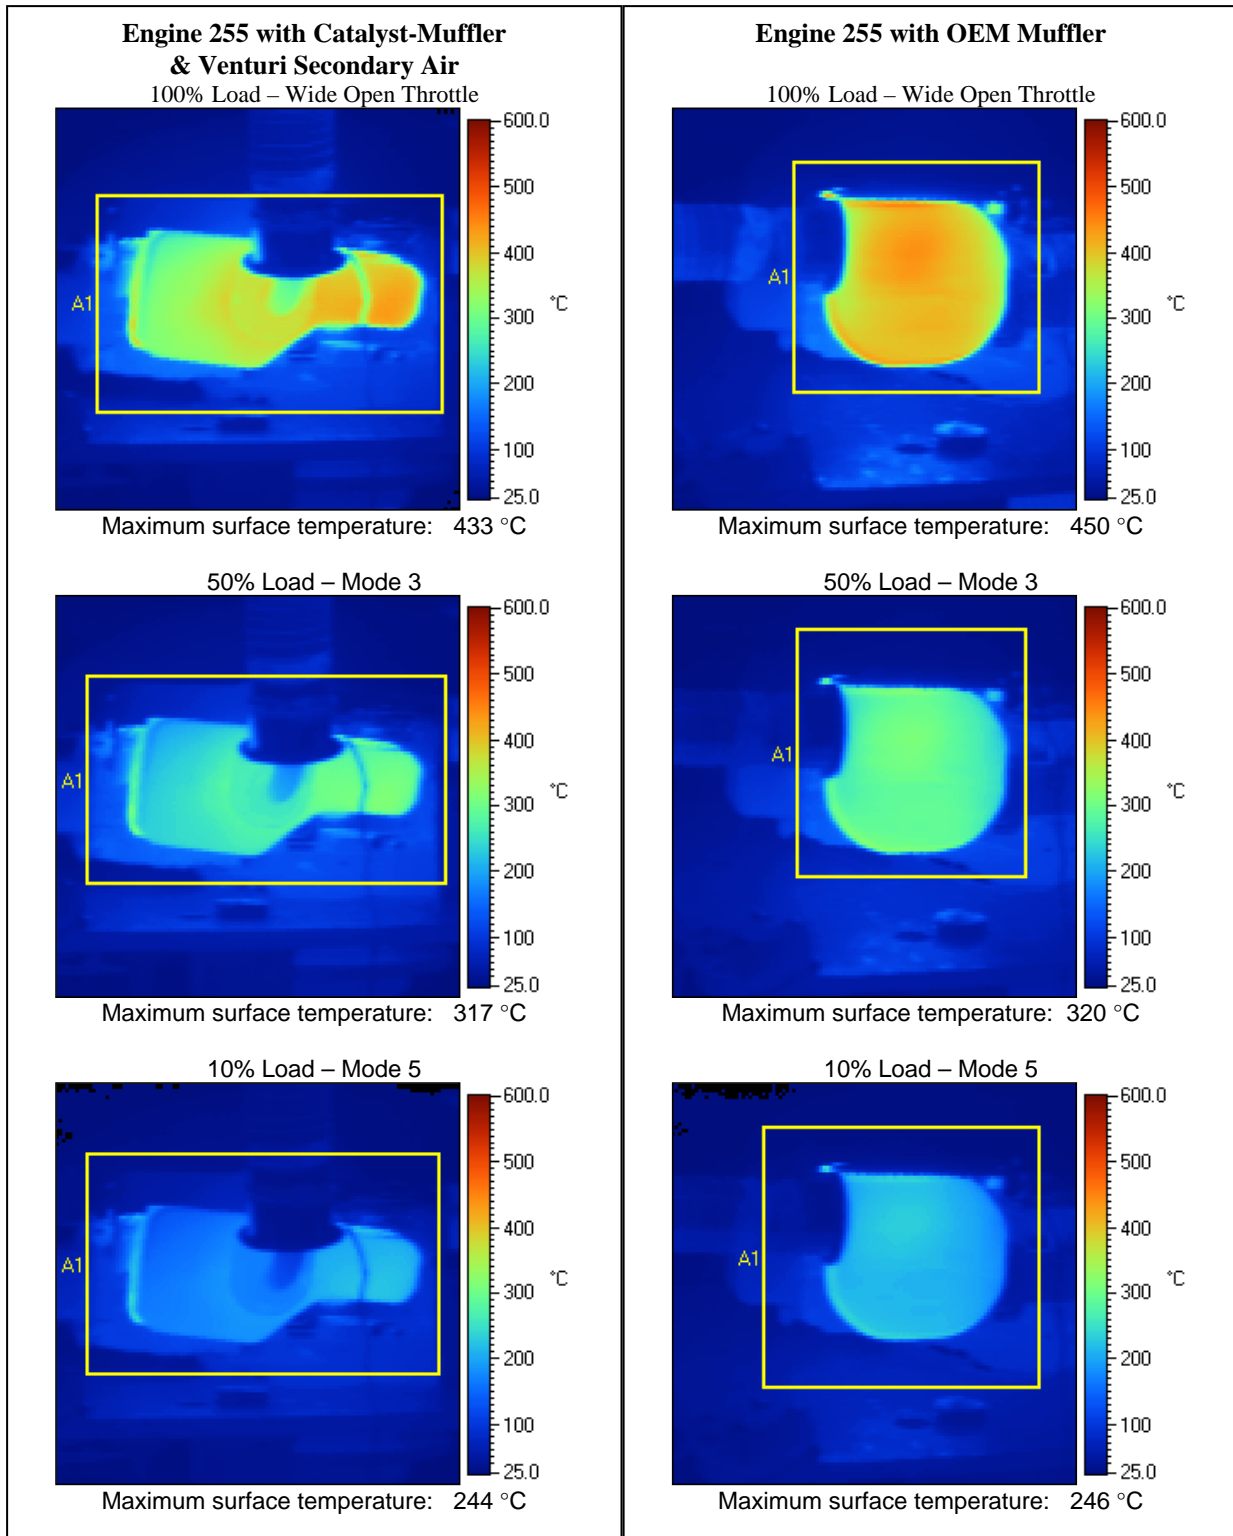 Engine 255 with Catalyst-Muffler
& Venturi Secondary Air
100% Load – Wide Open Throttle
600.0
500
400
°C
300
200
100
25.0
A1
Maximum surface temperature: 433 °C
50% Load – Mode 3
600.0
500
400
°C
300
200
100
25.0
A1
Maximum surface temperature: 317 °C
10% Load – Mode 5
600.0
500
400
°C
300
200
100
25.0
A1
Maximum surface temperature: 244 °C
Engine 255 with OEM Muffler
100% Load – Wide Open Throttle
600.0
500
400
°C
300
200
100
25.0
A1
Maximum surface temperature: 450 °C
50% Load – Mode 3
600.0
500
400
°C
300
200
100
25.0
A1
Maximum surface temperature: 320 °C
10% Load – Mode 5
600.0
500
400
°C
300
200
100
25.0
A1
Maximum surface temperature: 246 °C